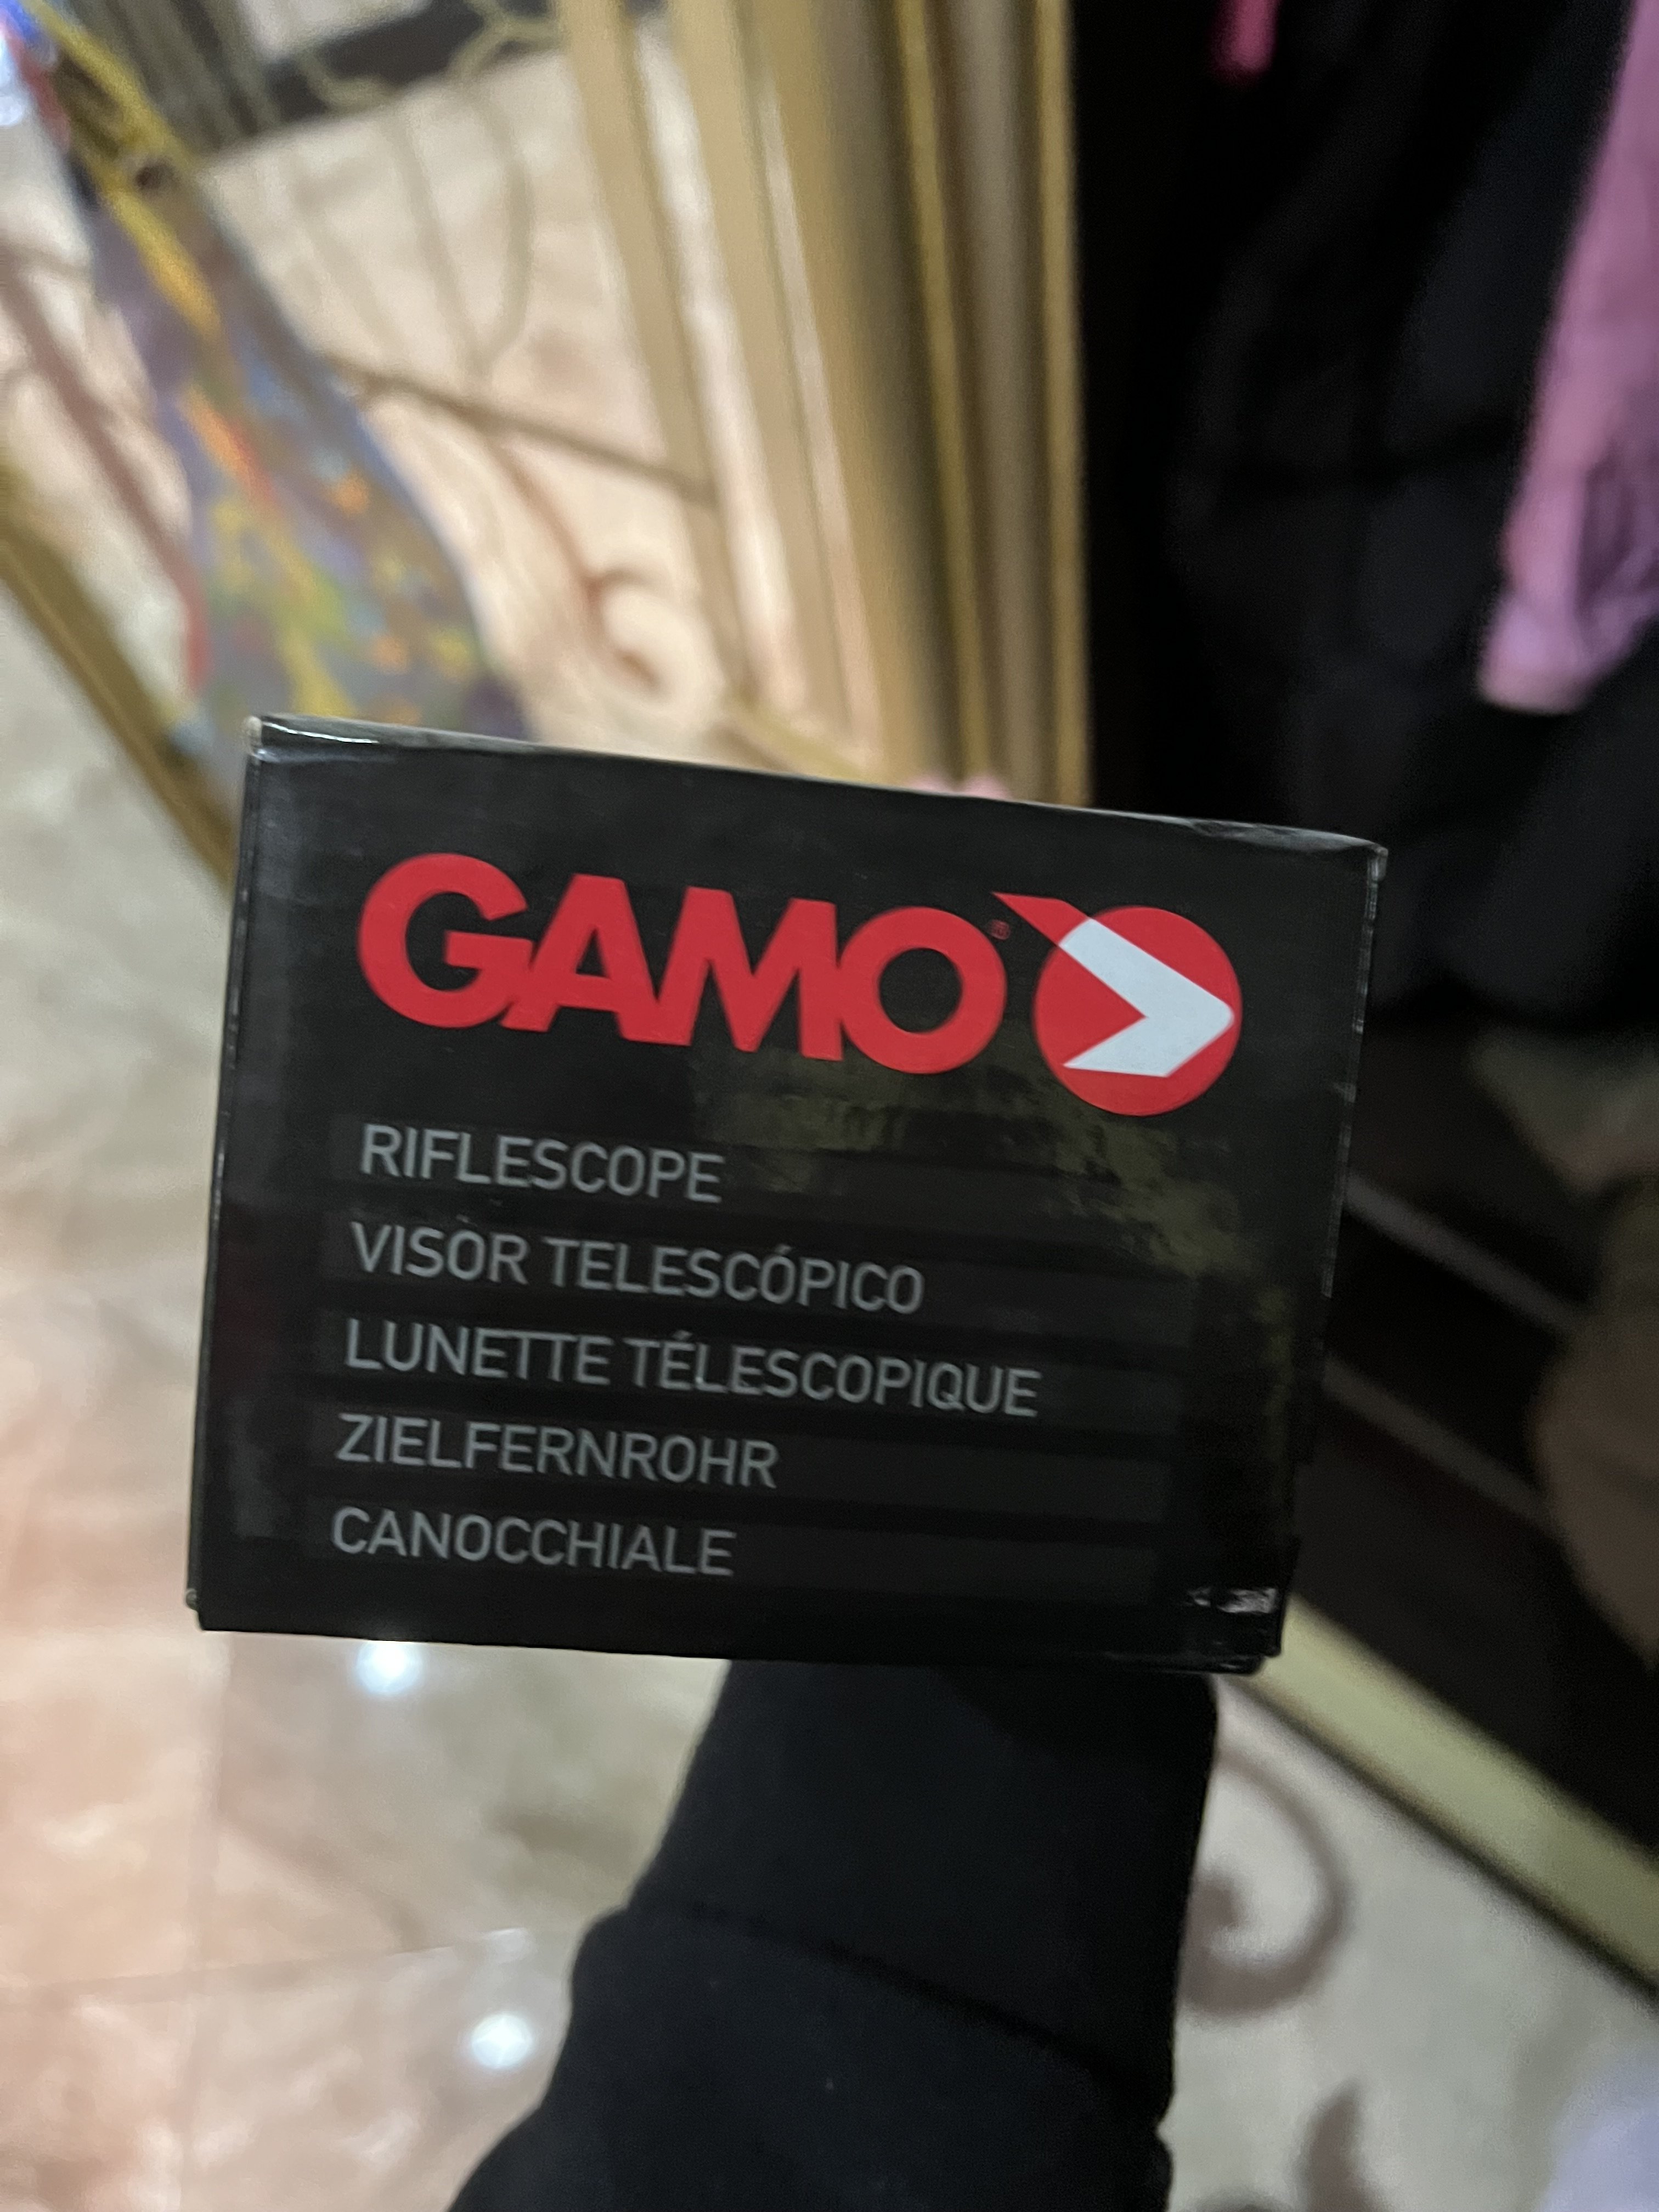 GAMO®
RIFLESCOPE
VISOR TELESCÓPICO
LUNETTE TÉLESCOPIQUE
ZIELFERNROHR
CANOCCHIALE